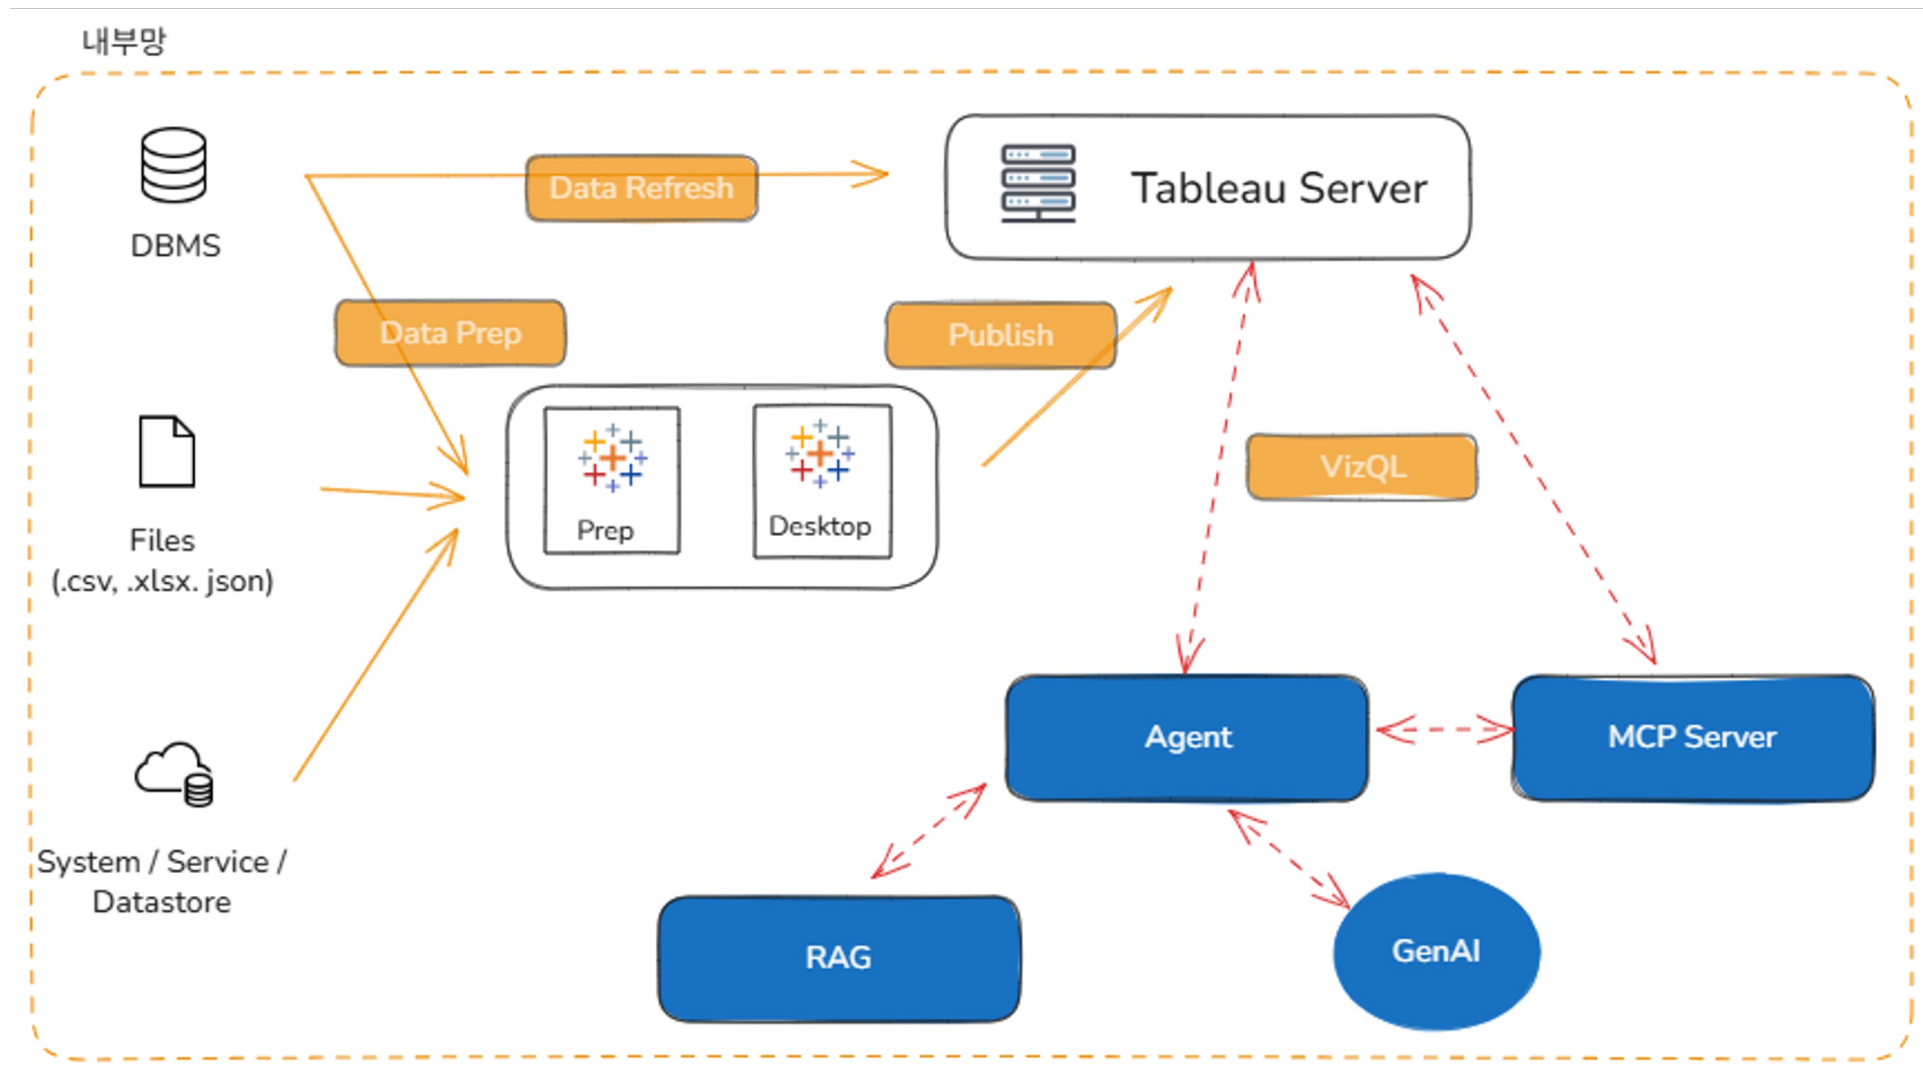 내부망
DBMS
Data Refresh
Tableau Server
Data Prep
Publish
Files
(.csv, .xlsx. json)
Prep
Desktop
VizQL
System / Service /
Datastore
Agent
MCP Server
RAG
GenAI